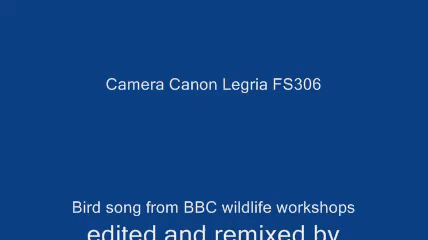 Camera Canon Legria FS306
Bird song from BBC wildlife workshops
edited and remixed by